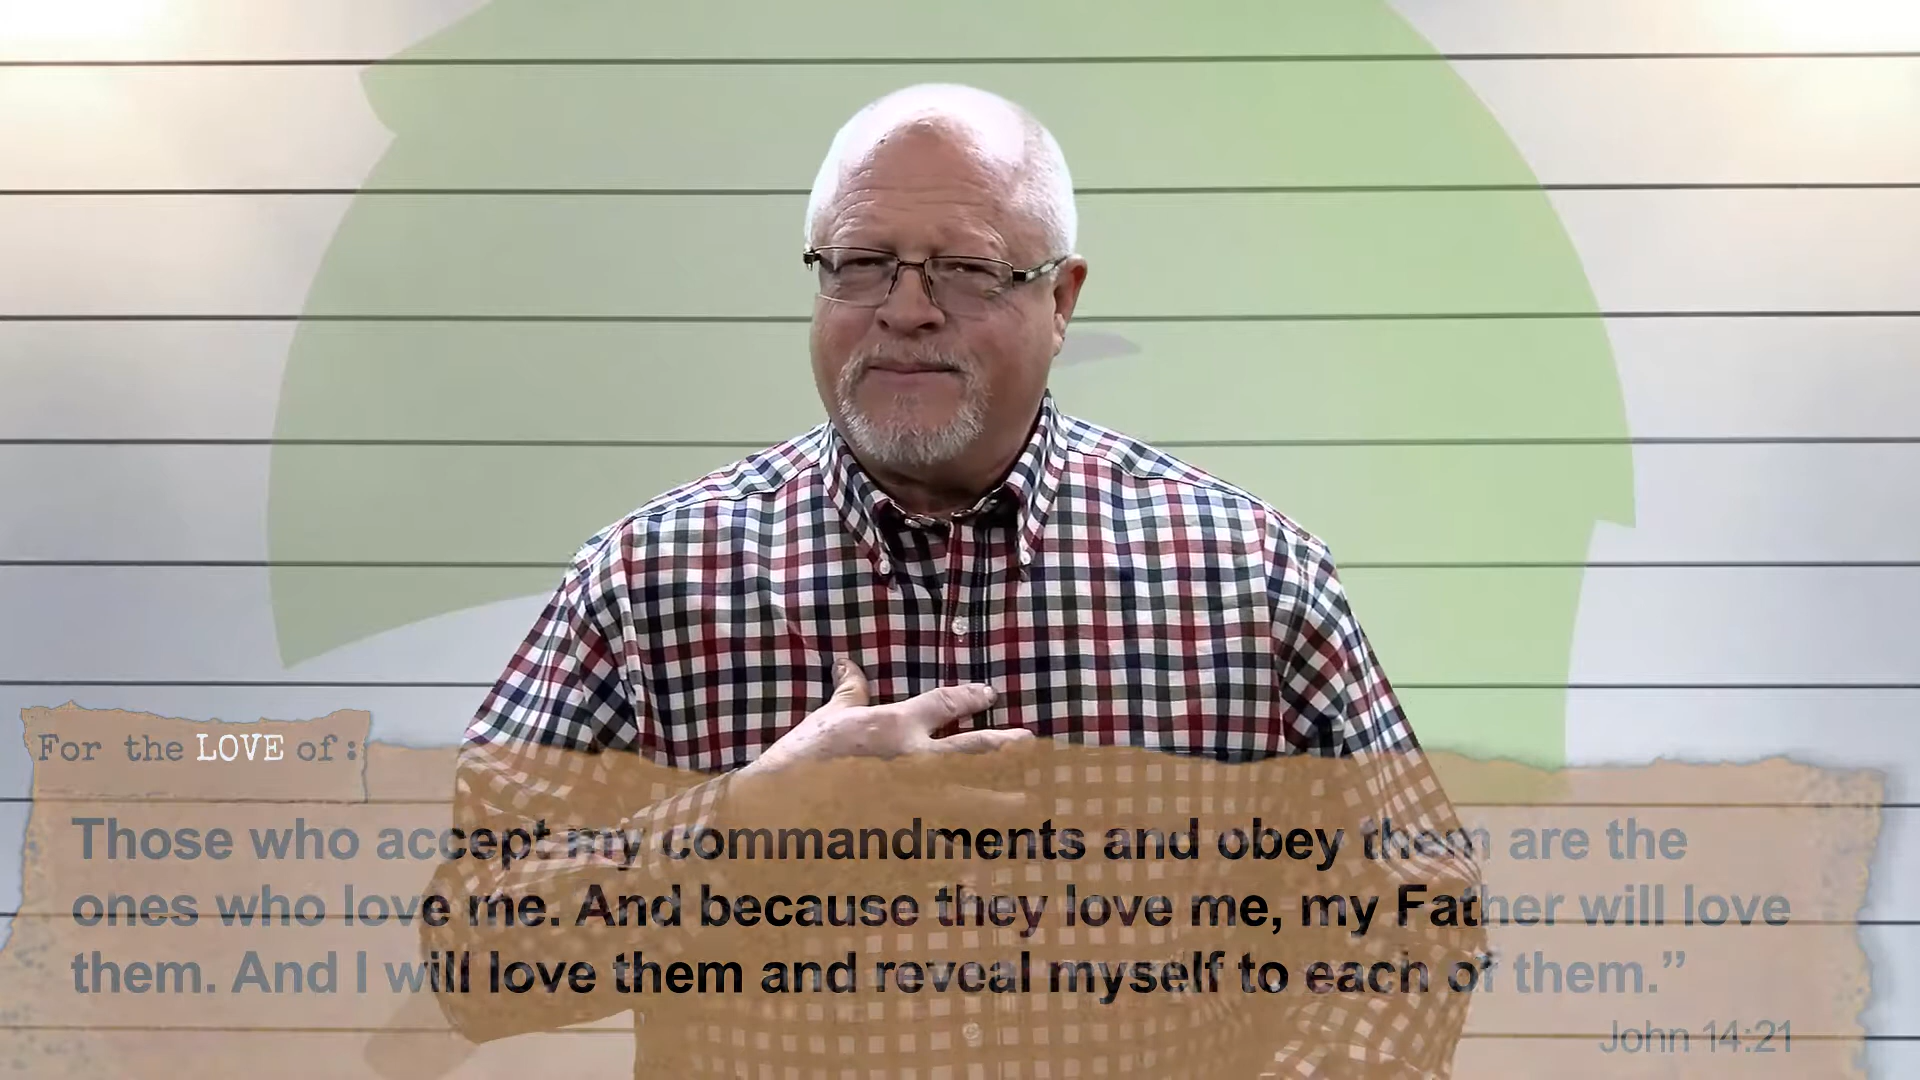 For the LOVE of:
Those who accept my commandments and obey them are the
ones who love me. And because they love me, my Father will love
them. And I will love them and reveal myself to each of them.”
John 14:21